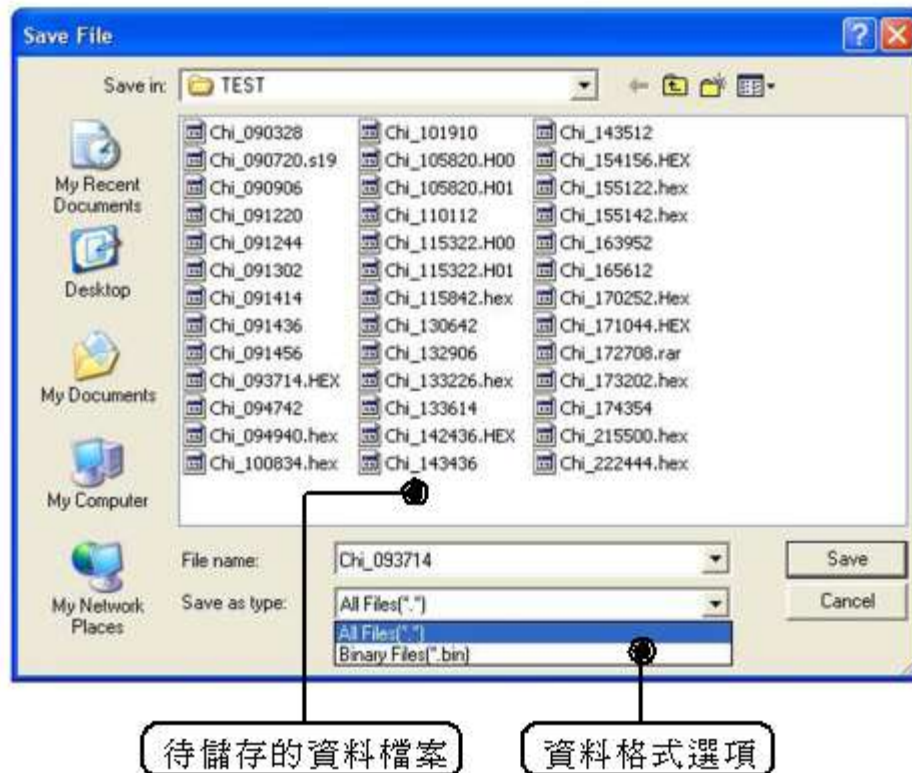 Save File
Save in: TEST
My Recent Documents
Desktop
My Documents
My Computer
My Network Places
Chi_090328
Chi_090720.s19
Chi_090906
Chi_091220
Chi_091244
Chi_091302
Chi_091414
Chi_091436
Chi_091456
Chi_093714.HEX
Chi_094742
Chi_094940.hex
Chi_100834.hex
Chi_101910
Chi_105820.H00
Chi_105820.H01
Chi_110112
Chi_115322.H00
Chi_115322.H01
Chi_115842.hex
Chi_130642
Chi_132906
Chi_133226.hex
Chi_133614
Chi_142436.HEX
Chi_143436
Chi_143512
Chi_154156.HEX
Chi_155122.hex
Chi_155142.hex
Chi_163952
Chi_165612
Chi_170252.Hex
Chi_171044.HEX
Chi_172708.rar
Chi_173202.hex
Chi_174354
Chi_215500.hex
Chi_222444.hex
File name: Chi_093714 Save
Save as type: All Files(*.*) Cancel
All Files(*.*)
Binary Files(*.bin)
待儲存的資料檔案
資料格式選項